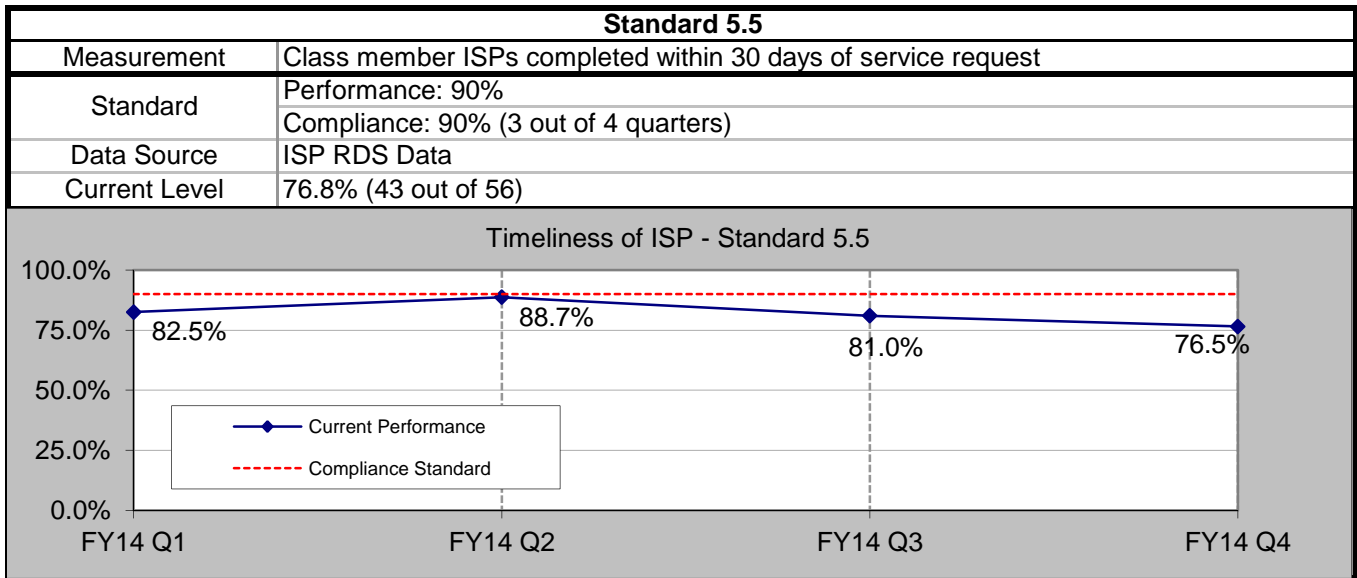 Standard 5.5
Measurement Class member ISPs completed within 30 days of service request
Standard
Performance: 90%
Compliance: 90% (3 out of 4 quarters)
Data Source ISP RDS Data
Current Level 76.8% (43 out of 56)
Timeliness of ISP - Standard 5.5
100.0%
75.0%
50.0%
25.0%
0.0%
82.5%
88.7%
81.0%
76.5%
Current Performance
Compliance Standard
FY14 Q1 FY14 Q2 FY14 Q3 FY14 Q4